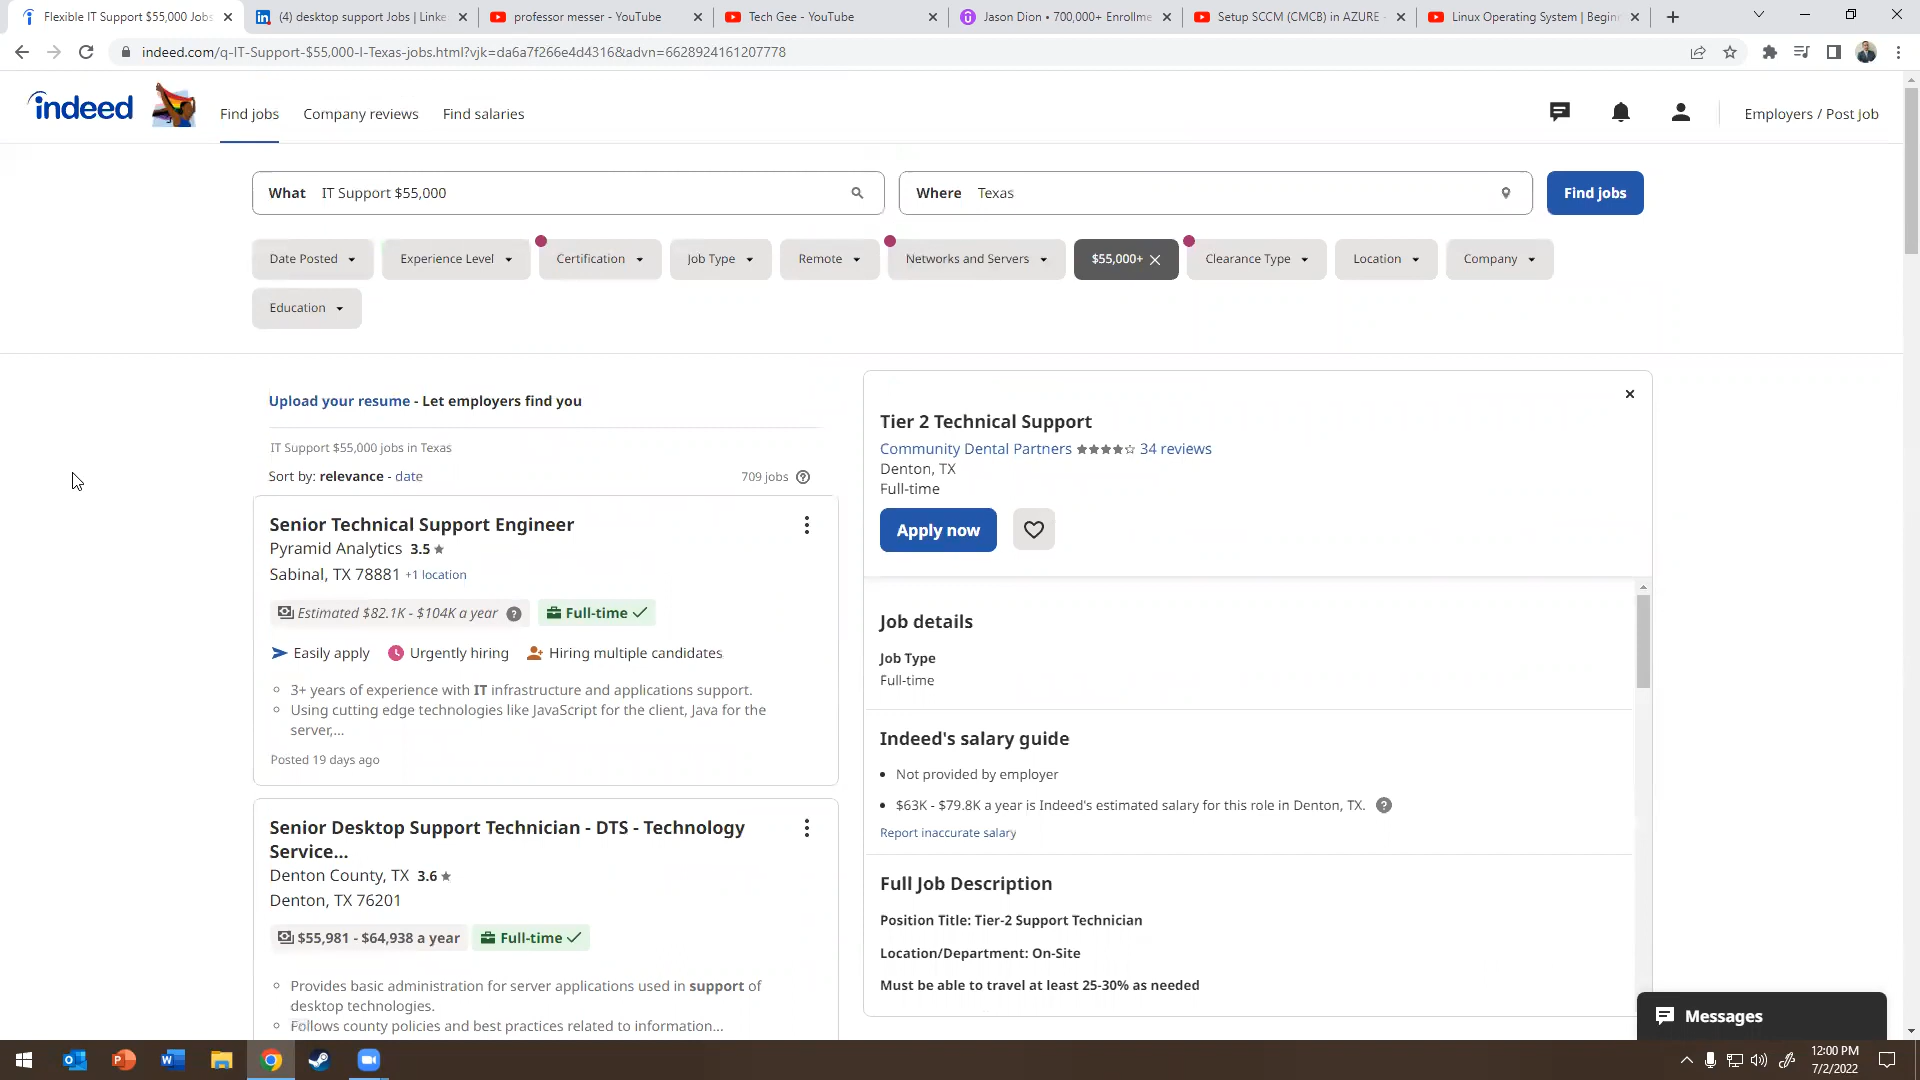 Flexible IT Support $55,000 Jobs
(4) desktop support Jobs | Linke
professor messer - YouTube
Tech Gee - YouTube
Jason Dion • 700,000+ Enrollme
Setup SCCM (CMCB) in AZURE -
Linux Operating System | Begin
indeed.com/q-IT-Support-$55,000-l-Texas-jobs.html?vjk=da6a7f266e4d4316&advn=6628924161207778
indeed
Find jobs
Company reviews
Find salaries
Employers / Post Job
What IT Support $55,000
Where Texas
Find jobs
Date Posted
Experience Level
Certification
Job Type
Remote
Networks and Servers
$55,000+
Clearance Type
Location
Company
Education
Upload your resume - Let employers find you
IT Support $55,000 jobs in Texas
Sort by: relevance - date
709 jobs
Senior Technical Support Engineer
Pyramid Analytics 3.5
Sabinal, TX 78881 +1 location
Estimated $82.1K - $104K a year
Full-time
Easily apply
Urgently hiring
Hiring multiple candidates
3+ years of experience with IT infrastructure and applications support.
Using cutting edge technologies like JavaScript for the client, Java for the
server,...
Posted 19 days ago
Senior Desktop Support Technician - DTS - Technology
Service...
Denton County, TX 3.6
Denton, TX 76201
$55,981 - $64,938 a year
Full-time
Provides basic administration for server applications used in support of
desktop technologies.
Follows county policies and best practices related to information...
Tier 2 Technical Support
Community Dental Partners 34 reviews
Denton, TX
Full-time
Apply now
Job details
Job Type
Full-time
Indeed's salary guide
Not provided by employer
$63K - $79.8K a year is Indeed's estimated salary for this role in Denton, TX.
Report inaccurate salary
Full Job Description
Position Title: Tier-2 Support Technician
Location/Department: On-Site
Must be able to travel at least 25-30% as needed
Messages
12:00 PM
7/2/2022